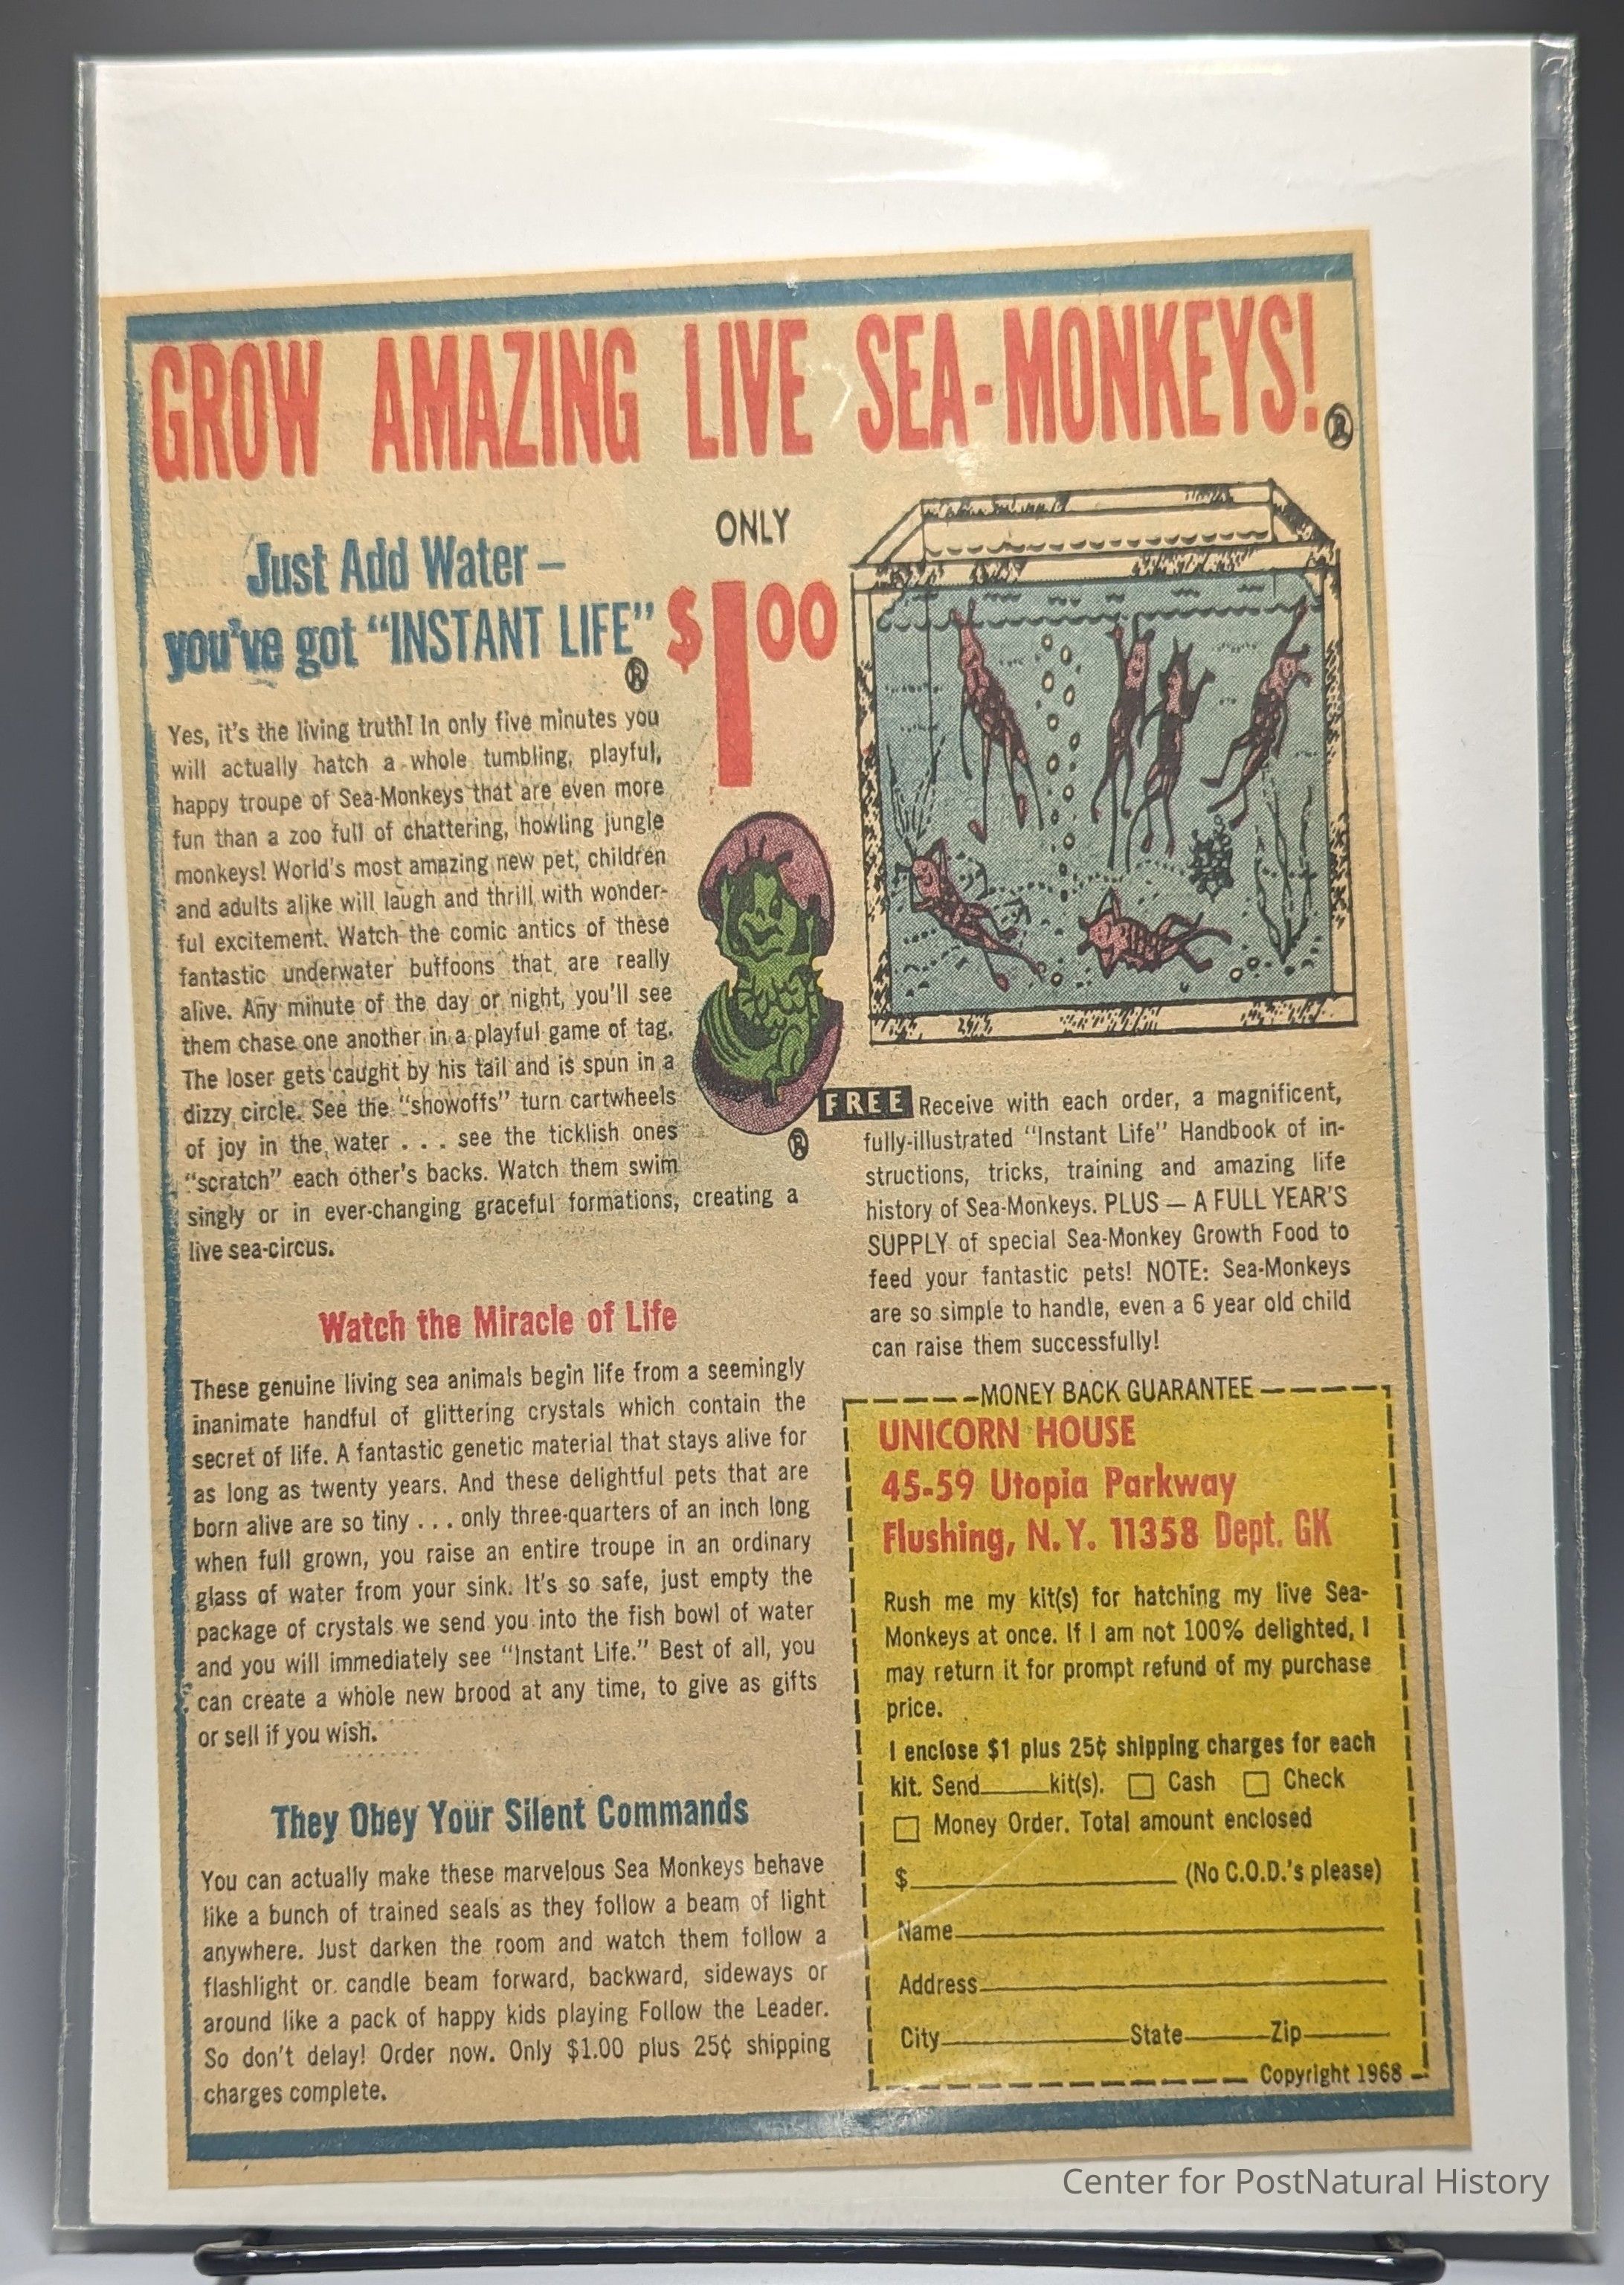 GROW AMAZING LIVE SEA-MONKEYS!®
Just Add Water –
you've got “INSTANT LIFE”
®
ONLY
$1.00
Yes, it's the living truth! In only five minutes you
will actually hatch a whole tumbling, playful,
happy troupe of Sea-Monkeys that are even more
fun than a zoo full of chattering, howling jungle
monkeys! World's most amazing new pet, children
and adults alike will laugh and thrill with wonder-
ful excitement. Watch the comic antics of these
fantastic underwater buffoons that are really
alive. Any minute of the day or night, you'll see
them chase one another in a playful game of tag.
The loser gets caught by his tail and is spun in a
dizzy circle. See the “showoffs” turn cartwheels
of joy in the water . . . see the ticklish ones
“scratch” each other's backs. Watch them swim
singly or in ever-changing graceful formations, creating a
live sea-circus.
®
Watch the Miracle of Life
These genuine living sea animals begin life from a seemingly
inanimate handful of glittering crystals which contain the
secret of life. A fantastic genetic material that stays alive for
as long as twenty years. And these delightful pets that are
born alive are so tiny . . . only three-quarters of an inch long
when full grown, you raise an entire troupe in an ordinary
glass of water from your sink. It's so safe, just empty the
package of crystals we send you into the fish bowl of water
and you will immediately see “Instant Life.” Best of all, you
can create a whole new brood at any time, to give as gifts
or sell if you wish.
They Obey Your Silent Commands
You can actually make these marvelous Sea Monkeys behave
like a bunch of trained seals as they follow a beam of light
anywhere. Just darken the room and watch them follow a
flashlight or candle beam forward, backward, sideways or
around like a pack of happy kids playing Follow the Leader.
So don't delay! Order now. Only $1.00 plus 25¢ shipping
charges complete.
FREE Receive with each order, a magnificent,
fully-illustrated “Instant Life” Handbook of in-
structions, tricks, training and amazing life
history of Sea-Monkeys. PLUS — A FULL YEAR'S
SUPPLY of special Sea-Monkey Growth Food to
feed your fantastic pets! NOTE: Sea-Monkeys
are so simple to handle, even a 6 year old child
can raise them successfully!
MONEY BACK GUARANTEE
UNICORN HOUSE
45-59 Utopia Parkway
Flushing, N.Y. 11358 Dept. GK
Rush me my kit(s) for hatching my live Sea-
Monkeys at once. If I am not 100% delighted, I
may return it for prompt refund of my purchase
price.
I enclose $1 plus 25¢ shipping charges for each
kit. Send_____kit(s). □ Cash □ Check
□ Money Order. Total amount enclosed
$__________ (No C.O.D.'s please)
Name__________
Address__________
City__________State_____Zip_____
Copyright 1968
Center for PostNatural History